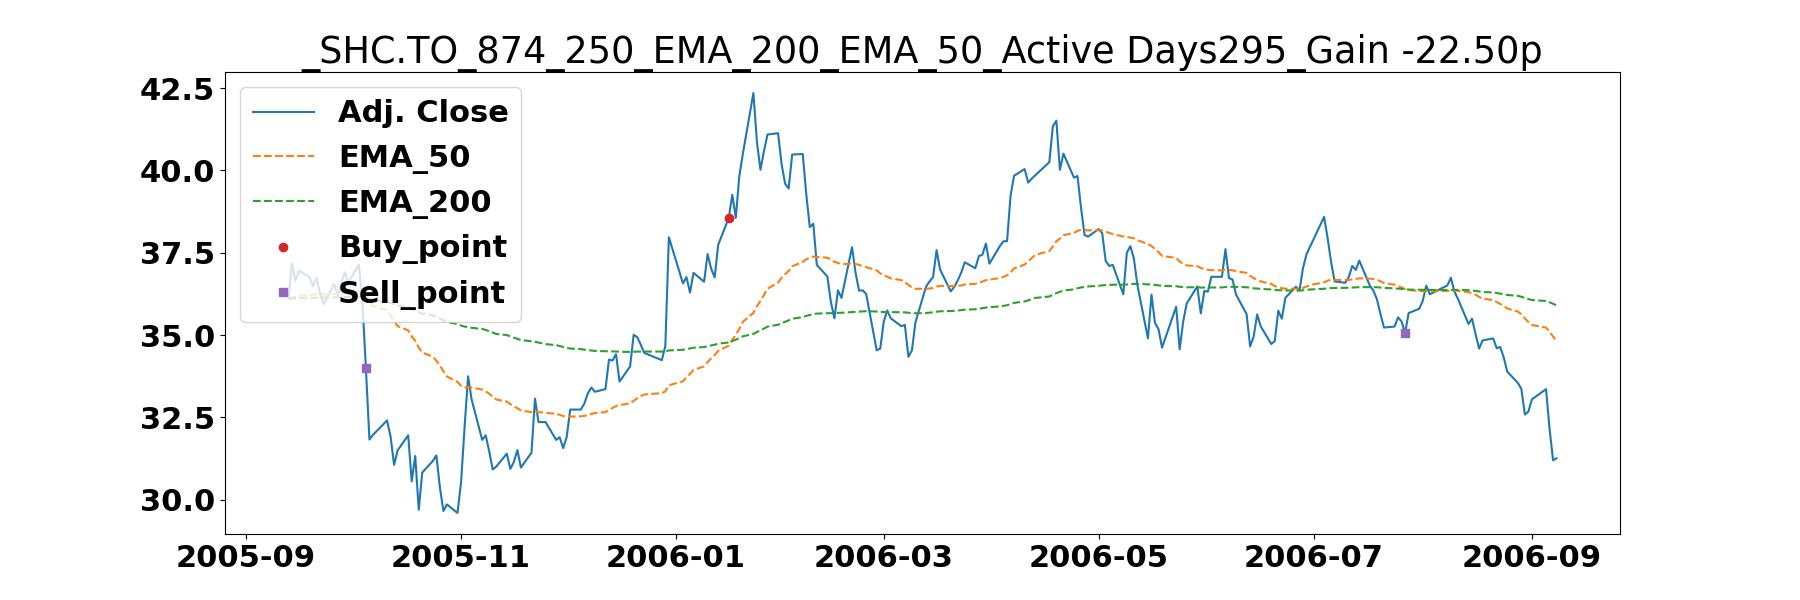 _SHC.TO_874_250_EMA_200_EMA_50_Active Days295_Gain -22.50p
42.5
40.0
37.5
35.0
32.5
30.0
Adj. Close
EMA_50
EMA_200
Buy_point
Sell_point
2005-09 2005-11 2006-01 2006-03 2006-05 2006-07 2006-09